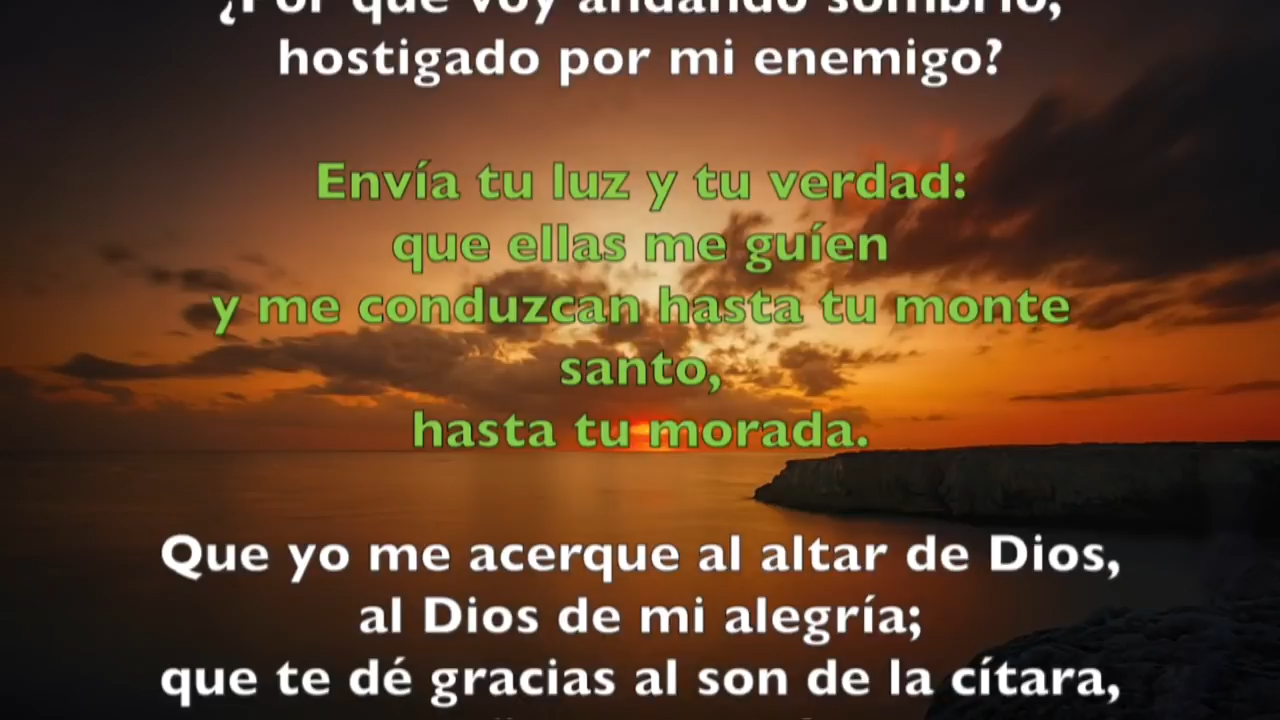 ¿Por qué voy andando sombrío,
hostigado por mi enemigo?
Envía tu luz y tu verdad:
que ellas me guíen
y me conduzcan hasta tu monte
santo,
hasta tu morada.
Que yo me acerque al altar de Dios,
al Dios de mi alegría;
que te dé gracias al son de la cítara,